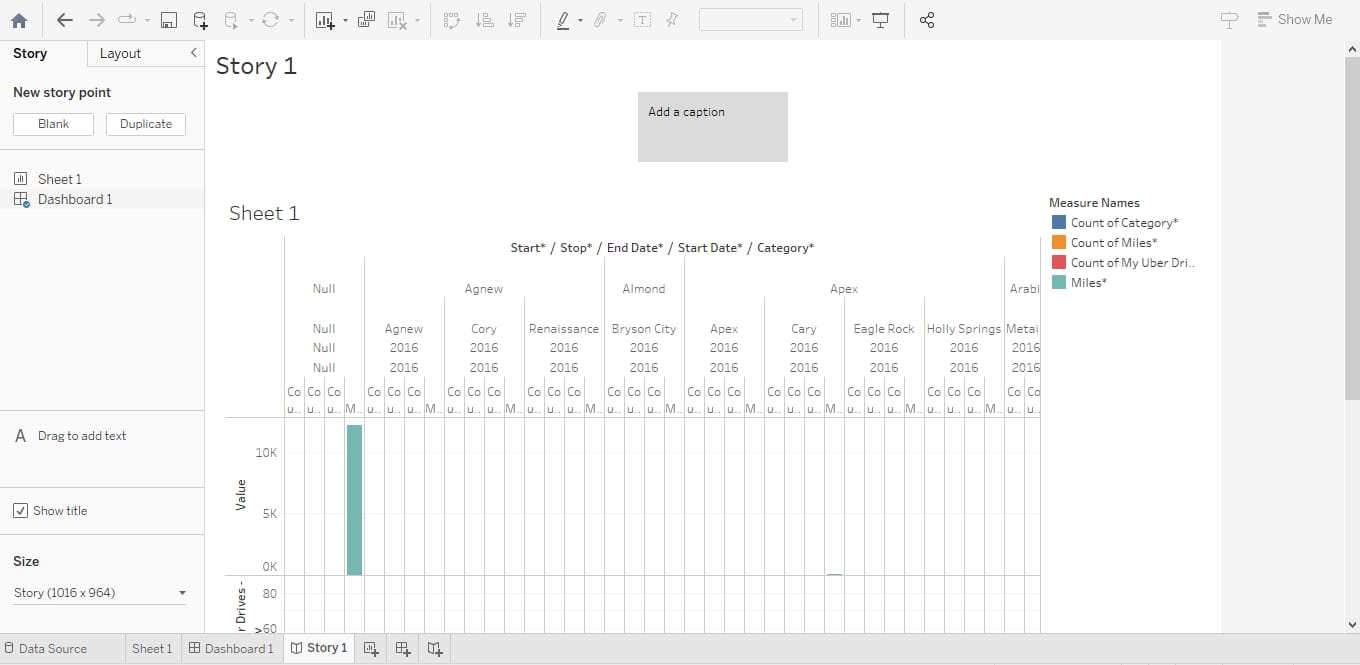 Show Me
Story
Layout
New story point
Blank
Duplicate
Sheet 1
Dashboard 1
A Drag to add text
Show title
Size
Story (1016 x 964)
Story 1
Add a caption
Sheet 1
Start* / Stop* / End Date* / Start Date* / Category*
Null Agnew Almond Apex Arabi
Null Agnew Cory Renaissance Bryson City Apex Cary Eagle Rock Holly Springs Metai
Null 2016 2016 2016 2016 2016 2016 2016 2016 2016
Null 2016 2016 2016 2016 2016 2016 2016 2016 2016
Co Co Co Co Co Co Co Co Co Co Co Co Co Co Co Co Co Co Co Co Co Co Co Co Co Co Co Co Co
u.. u.. u.. M.. u.. u.. u.. M.. u.. u.. u.. M.. u.. u.. u.. M.. u.. u.. u.. M.. u.. u.. u.. M.. u.. u.. u.. M.. u.. u.. u.. M.. u.. u.. u.. M.. u.. u..
10K
Value
5K
0K
80
r Drives -
60
Measure Names
Count of Category*
Count of Miles*
Count of My Uber Dri..
Miles*
Data Source
Sheet 1
Dashboard 1
Story 1